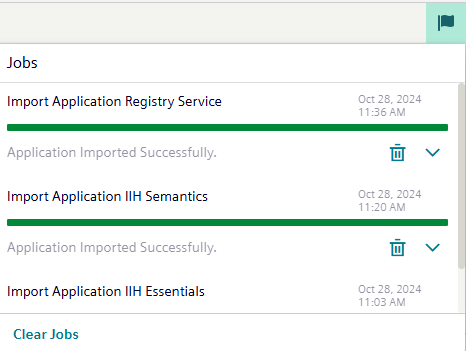 Jobs
Import Application Registry Service
Oct 28, 2024
11:36 AM
Application Imported Successfully.
Import Application IIH Semantics
Oct 28, 2024
11:20 AM
Application Imported Successfully.
Import Application IIH Essentials
Oct 28, 2024
11:03 AM
Clear Jobs